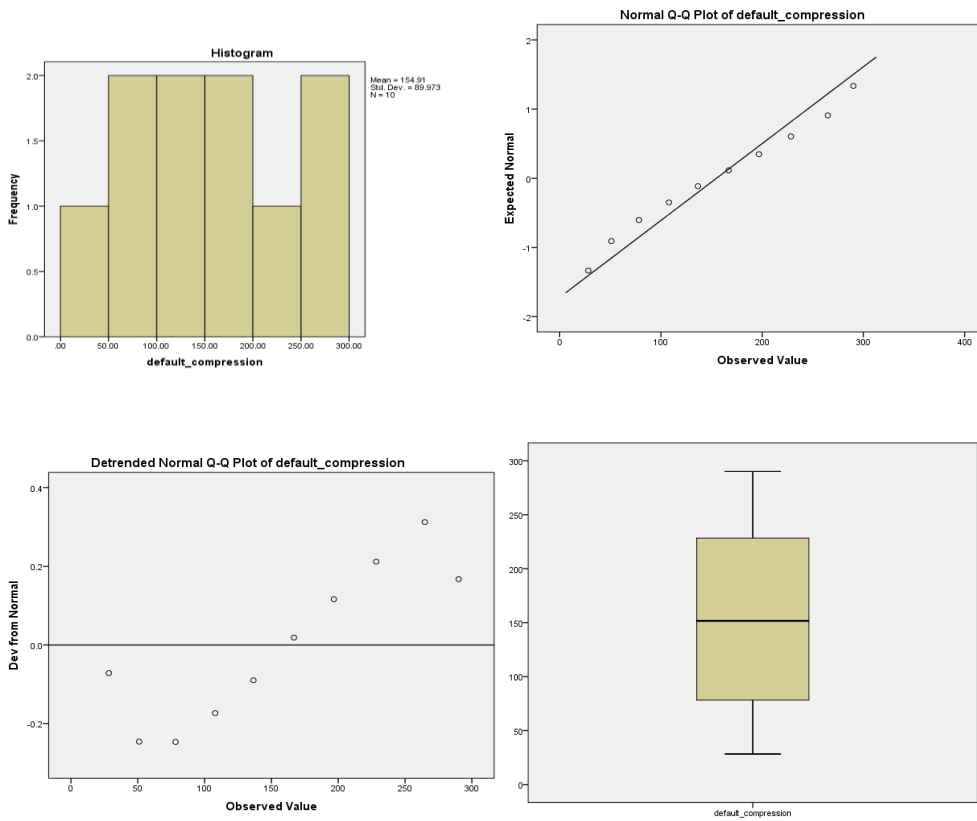 Histogram
Mean = 154.91
Std. Dev. = 89.973
N = 10
Frequency
2.0
1.5
1.0
0.5
0.0
.00 50.00 100.00 150.00 200.00 250.00 300.00
default_compression
Normal Q-Q Plot of default_compression
Expected Normal
2
1
0
-1
-2
0 100 200 300 400
Observed Value
Detrended Normal Q-Q Plot of default_compression
Dev from Normal
0.4
0.2
0.0
-0.2
0 50 100 150 200 250 300
Observed Value
300
250
200
150
100
50
0
default_compression